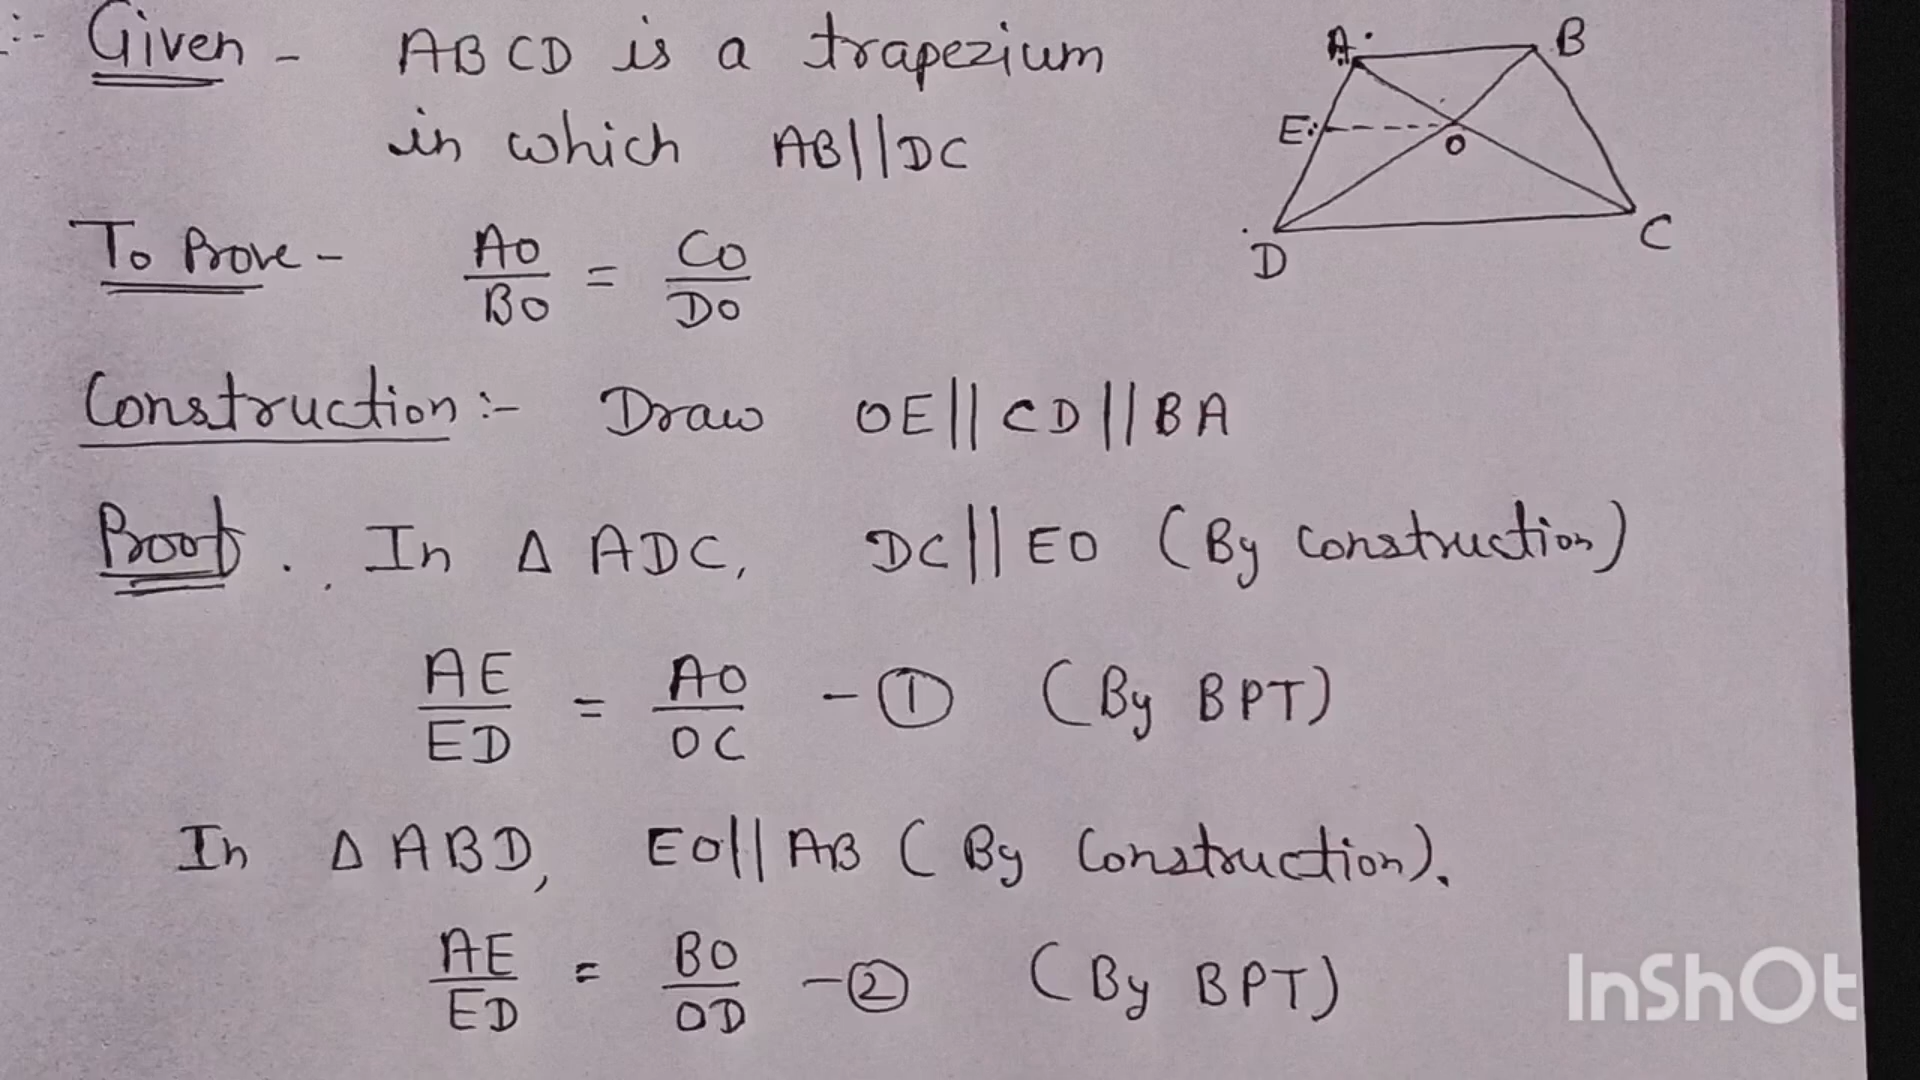 :- Given - ABCD is a trapezium
in which AB||DC
A B
E O
D C
To Prove - AO/BO = CO/DO
Construction :- Draw OE||CD||BA
Proof . In Δ ADC, DC||EO (By Construction)
AE/ED = AO/OC - ① (By BPT)
In Δ ABD, EO||AB (By Construction).
AE/ED = BO/OD - ② (By BPT)
InShOt